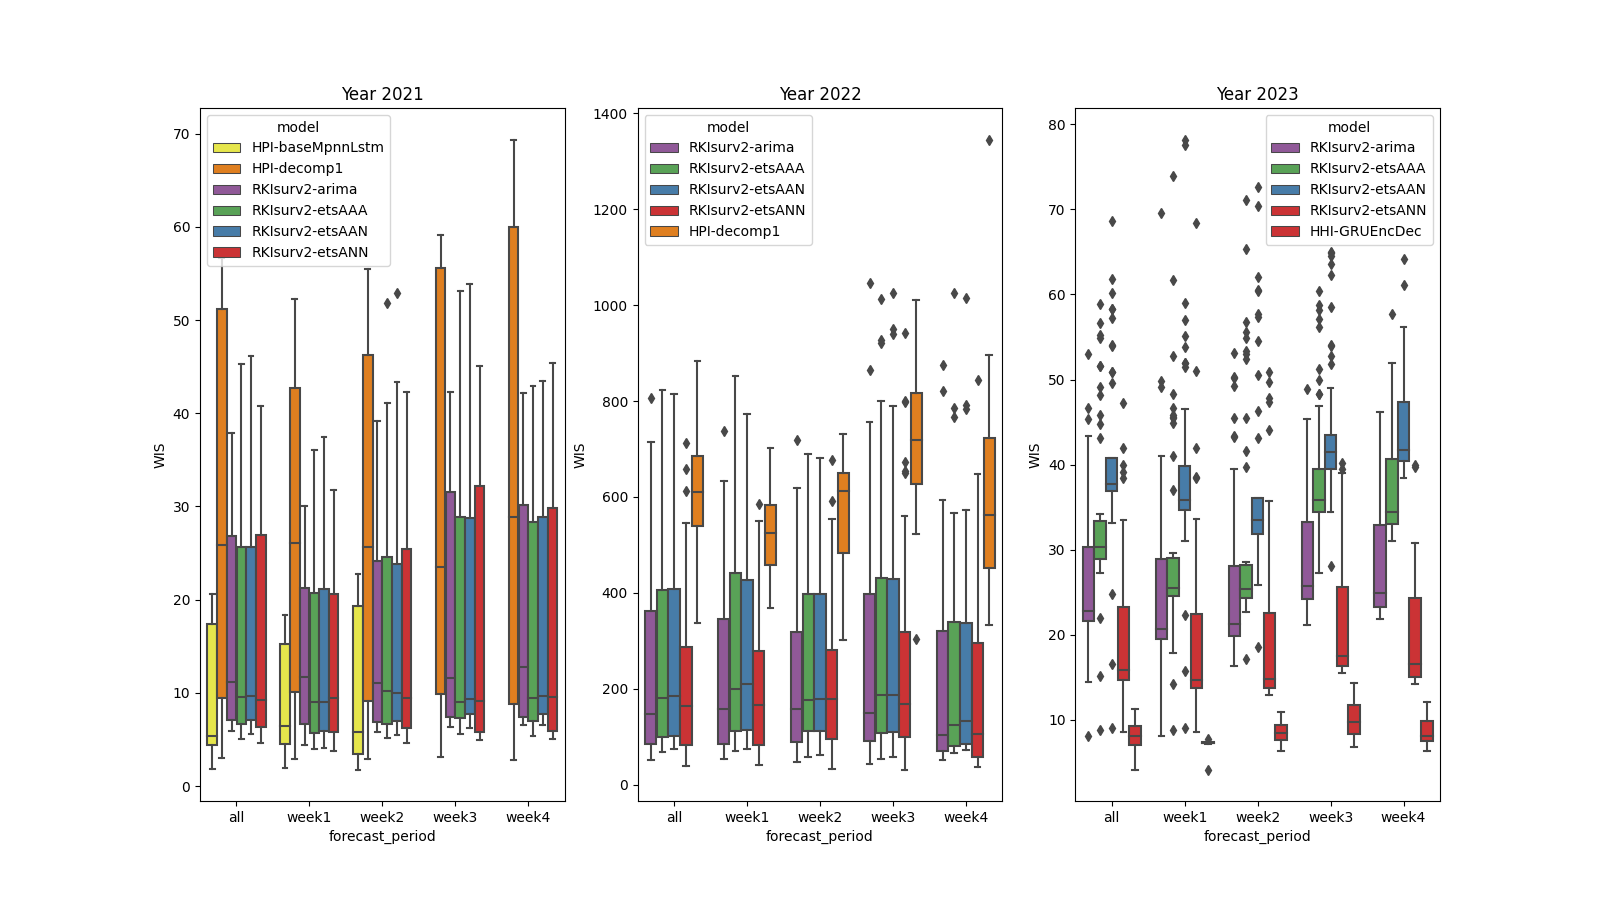 Year 2021
70
60
50
40
30
20
10
0
WIS
model
HPI-baseMpnnLstm
HPI-decomp1
RKIsurv2-arima
RKIsurv2-etsAAA
RKIsurv2-etsAAN
RKIsurv2-etsANN
all week1 week2 week3 week4
forecast_period
Year 2022
1400
1200
1000
800
600
400
200
0
WIS
model
RKIsurv2-arima
RKIsurv2-etsAAA
RKIsurv2-etsAAN
RKIsurv2-etsANN
HPI-decomp1
all week1 week2 week3 week4
forecast_period
Year 2023
80
70
60
50
40
30
20
10
WIS
model
RKIsurv2-arima
RKIsurv2-etsAAA
RKIsurv2-etsAAN
RKIsurv2-etsANN
HHI-GRUEncDec
all week1 week2 week3 week4
forecast_period